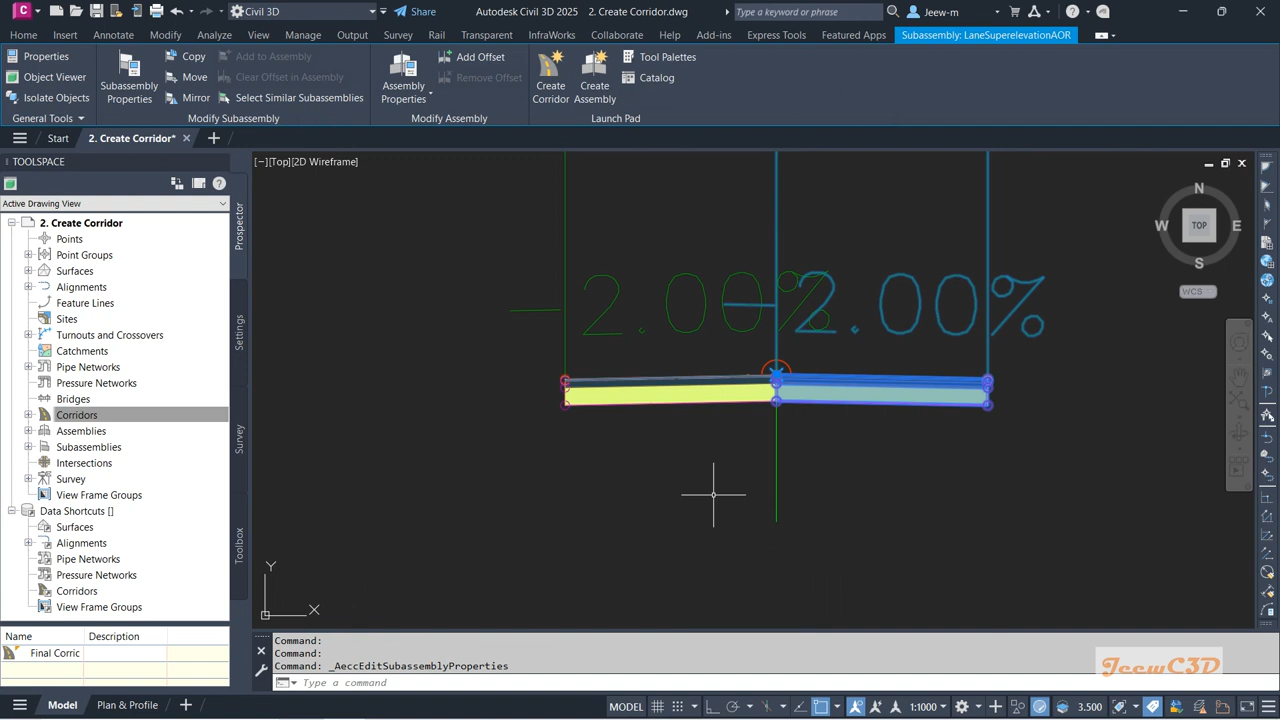 Civil 3D
Share
Autodesk Civil 3D 2025 2. Create Corridor.dwg
Type a keyword or phrase
Jeew-m
Home Insert Annotate Modify Analyze View Manage Output Survey Rail Transparent InfraWorks Collaborate Help Add-ins Express Tools Featured Apps Subassembly: LaneSuperelevationAOR
Properties
Object Viewer
Isolate Objects
General Tools
Subassembly Properties
Copy
Move
Mirror
Add to Assembly
Clear Offset in Assembly
Select Similar Subassemblies
Modify Subassembly
Assembly Properties
Add Offset
Remove Offset
Modify Assembly
Create Corridor
Create Assembly
Tool Palettes
Catalog
Launch Pad
Start
2. Create Corridor*
TOOLSPACE
Active Drawing View
2. Create Corridor
Points
Point Groups
Surfaces
Alignments
Feature Lines
Sites
Turnouts and Crossovers
Catchments
Pipe Networks
Pressure Networks
Bridges
Corridors
Assemblies
Subassemblies
Intersections
Survey
View Frame Groups
Data Shortcuts []
Surfaces
Alignments
Pipe Networks
Pressure Networks
Corridors
View Frame Groups
Name Description
Final Corric
Prospector
Settings
Survey
Toolbox
[−][Top][2D Wireframe]
N
W TOP E
S
WCS
-2.00%
-2.00%
Y
X
Command:
Command:
Command: _AeccEditSubassemblyProperties
Type a command
JeewC3D
Model Plan & Profile
MODEL
1:1000
3.500